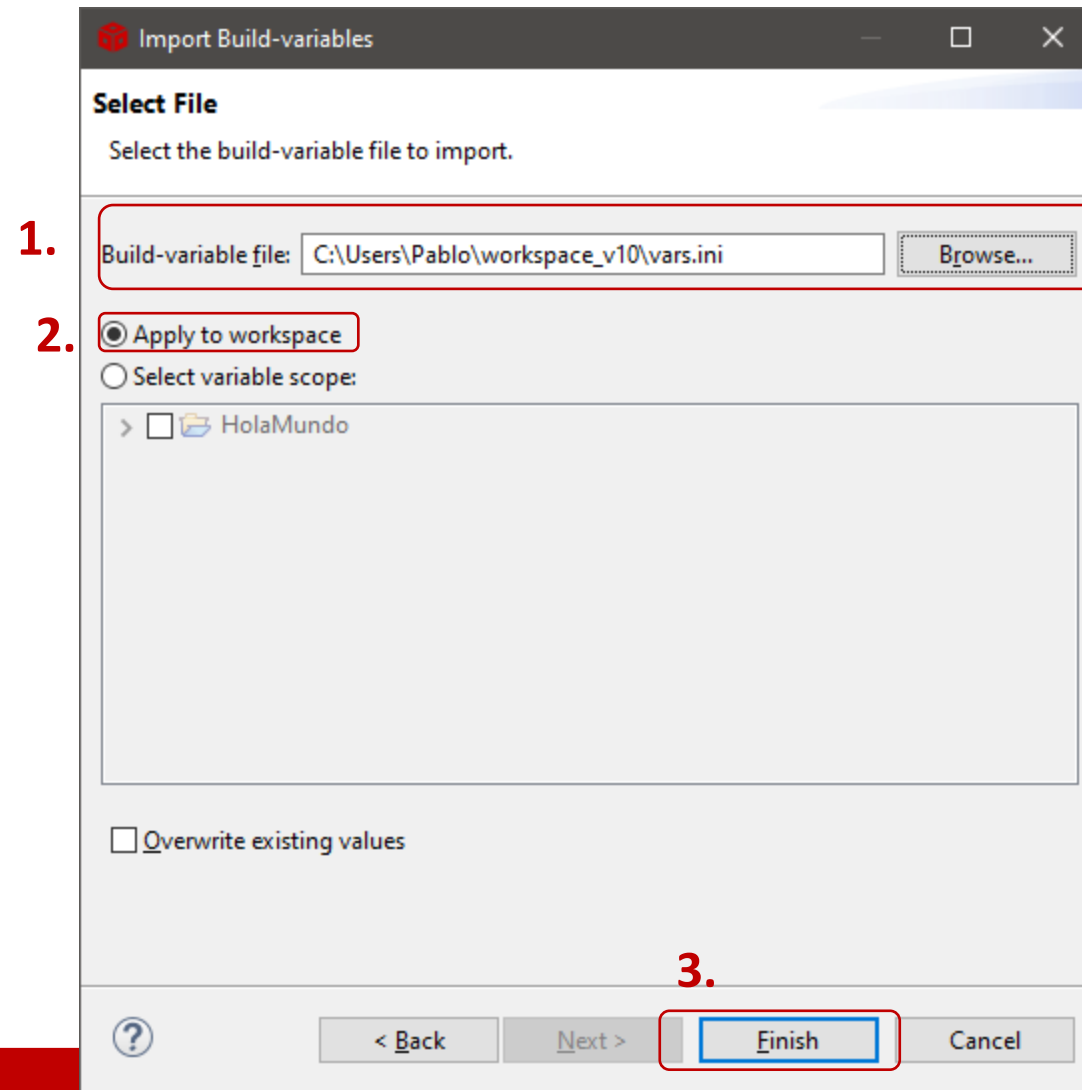 Import Build-variables
Select File
Select the build-variable file to import.
1.
Build-variable file: C:\Users\Pablo\workspace_v10\vars.ini Browse...
2.
Apply to workspace
Select variable scope:
HolaMundo
Overwrite existing values
3.
? < Back Next > Finish Cancel